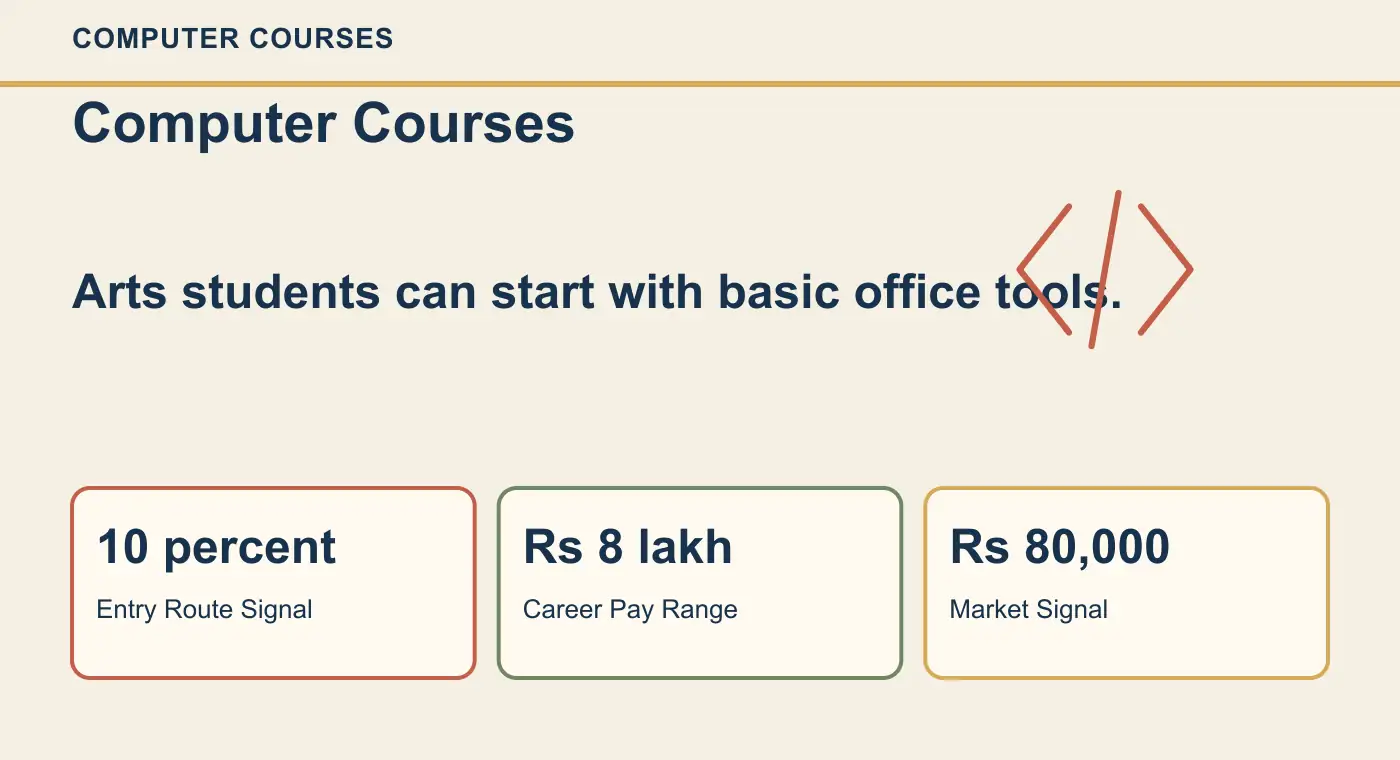 COMPUTER COURSES
Computer Courses
Arts students can start with basic office tools.
10 percent
Entry Route Signal
Rs 8 lakh
Career Pay Range
Rs 80,000
Market Signal